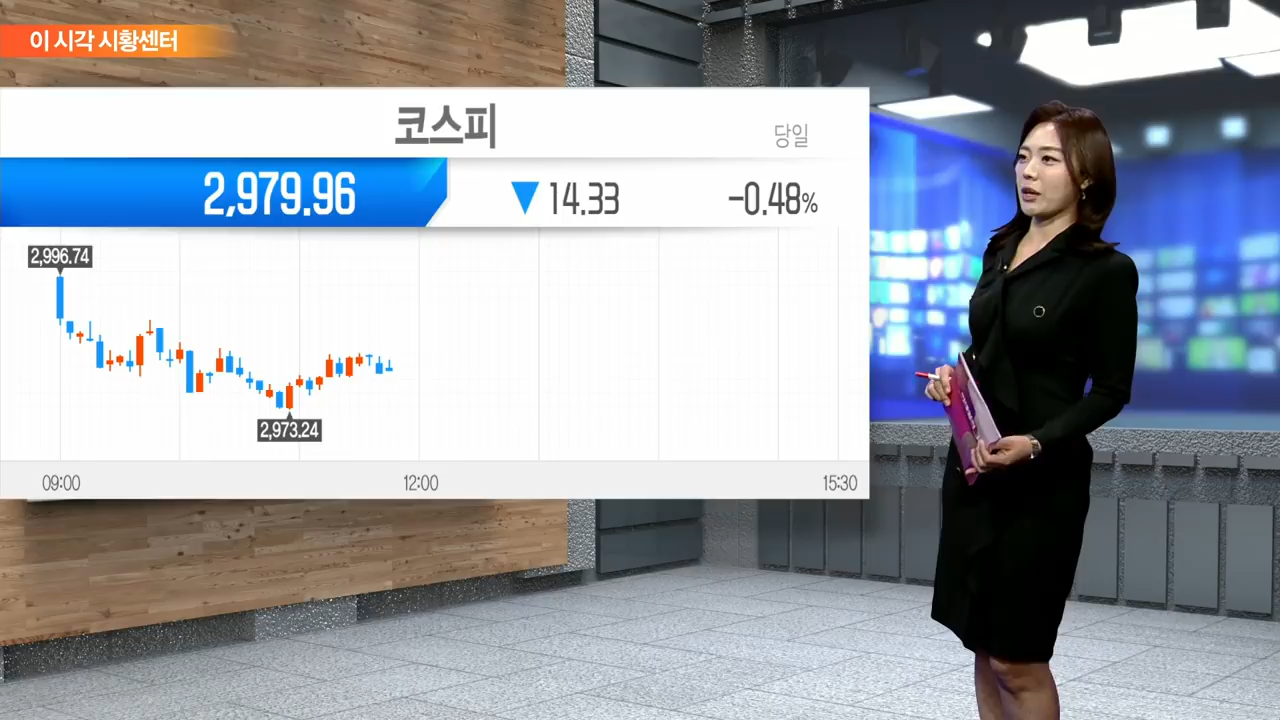 이 시각 시황센터
코스피
당일
2,979.96 ▼ 14.33 -0.48%
2,996.74
2,973.24
09:00 12:00 15:30